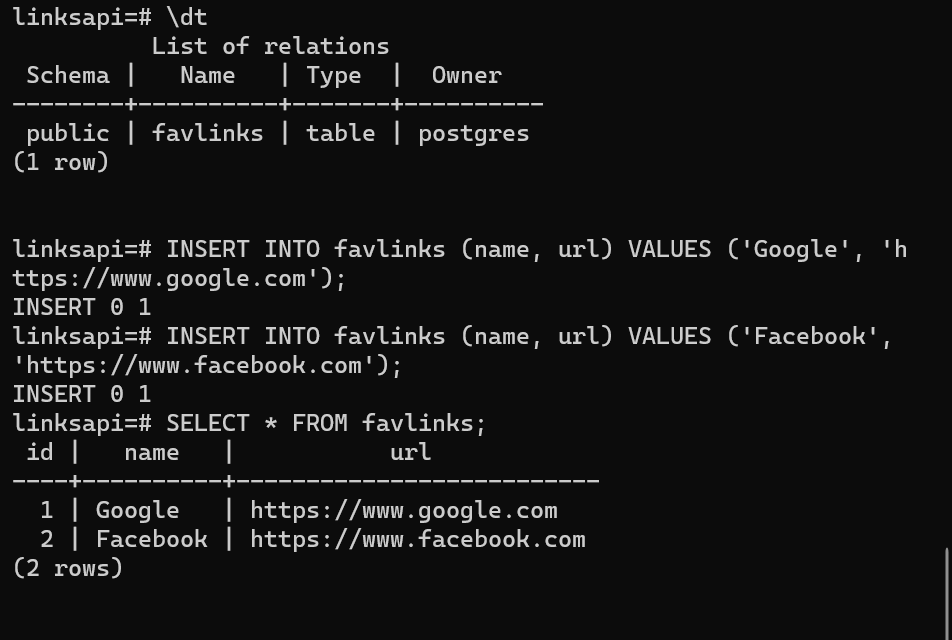 linksapi=# \dt
          List of relations
 Schema |   Name   | Type  |  Owner
--------+----------+-------+----------
 public | favlinks | table | postgres
(1 row)
linksapi=# INSERT INTO favlinks (name, url) VALUES ('Google', 'h
ttps://www.google.com');
INSERT 0 1
linksapi=# INSERT INTO favlinks (name, url) VALUES ('Facebook',
'https://www.facebook.com');
INSERT 0 1
linksapi=# SELECT * FROM favlinks;
 id |   name   |           url
----+----------+--------------------------
  1 | Google   | https://www.google.com
  2 | Facebook | https://www.facebook.com
(2 rows)